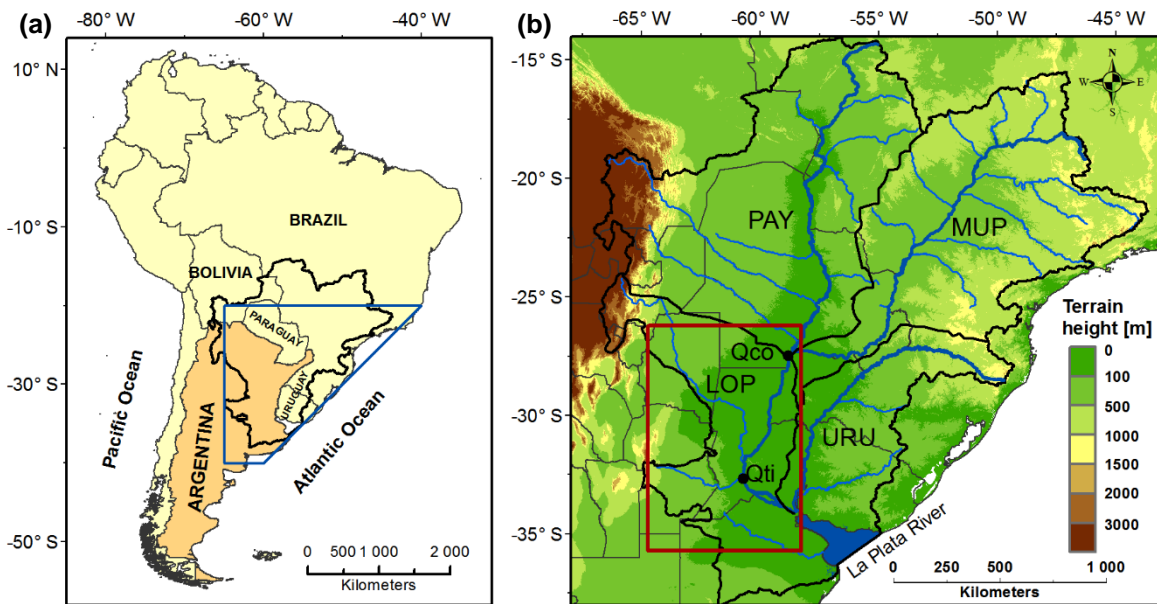 (a)
-80° W
-60° W
-40° W
10° N
-10° S
-30° S
-50° S
BRAZIL
BOLIVIA
PARAGUAY
URUGUAY
ARGENTINA
Pacific Ocean
Atlantic Ocean
0 500 1 000 2 000
Kilometers
(b)
-65° W
-60° W
-55° W
-50° W
-45° W
-15° S
-20° S
-25° S
-30° S
-35° S
N
W E
S
PAY
MUP
Qco
LOP
URU
Qti
La Plata River
Terrain
height [m]
0
100
500
1000
1500
2000
3000
0 250 500 1 000
Kilometers